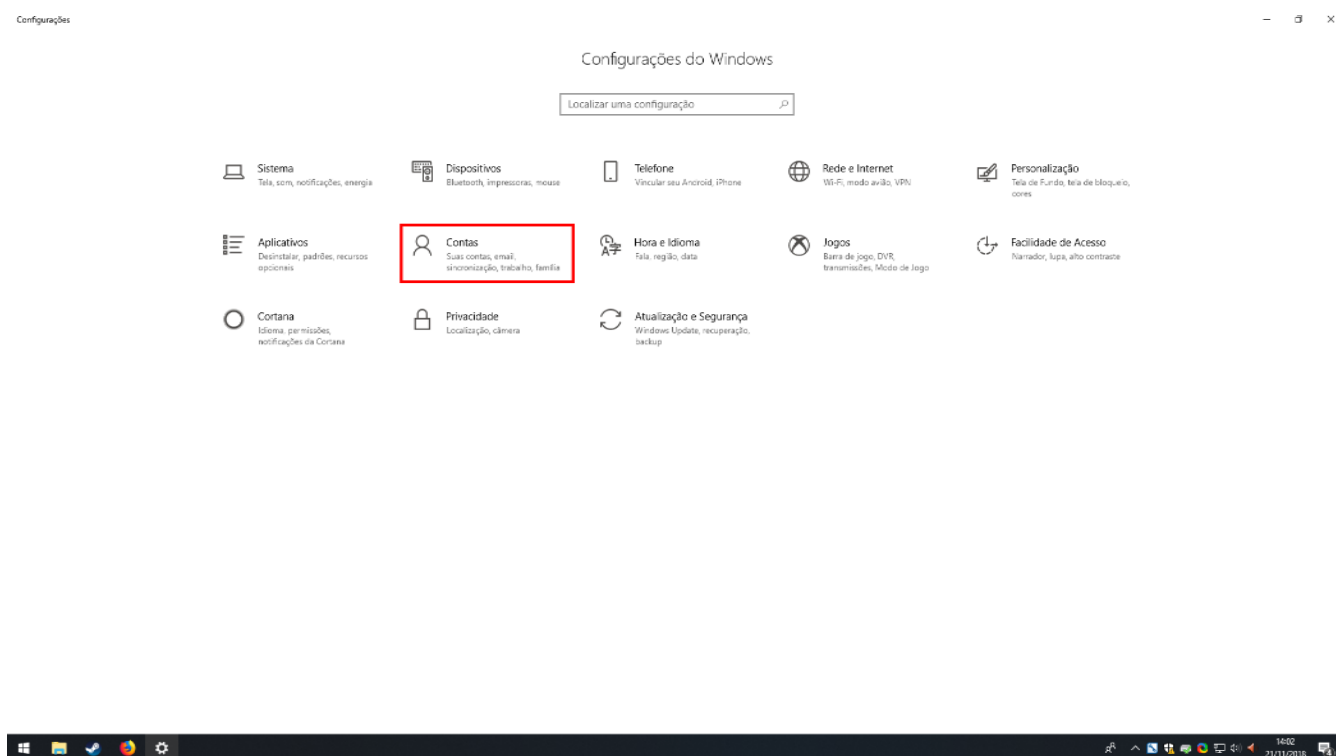 Configurações
Configurações do Windows
Localizar uma configuração
Sistema
Tela, som, notificações, energia
Dispositivos
Bluetooth, impressoras, mouse
Telefone
Vincular seu Android, iPhone
Rede e Internet
Wi-Fi, modo avião, VPN
Personalização
Tela de Fundo, tela de bloqueio,
cores
Aplicativos
Desinstalar, padrões, recursos
opcionais
Contas
Suas contas, email,
sincronização, trabalho, família
Hora e Idioma
Fala, região, data
Jogos
Barra de jogo, DVR,
transmissões, Modo de Jogo
Facilidade de Acesso
Narrador, lupa, alto contraste
Cortana
Idioma, permissões,
notificações da Cortana
Privacidade
Localização, câmera
Atualização e Segurança
Windows Update, recuperação,
backup
14:02
21/11/2018